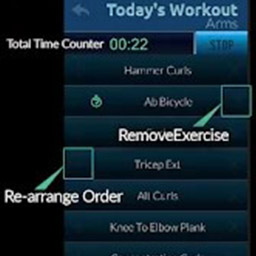 Today's Workout
Arms
Total Time Counter 00:22 STOP
Hammer Curls
Ab Bicycle
RemoveExercise
Tricep Ext
Re-arrange Order
Alt Curls
Knee To Elbow Plank